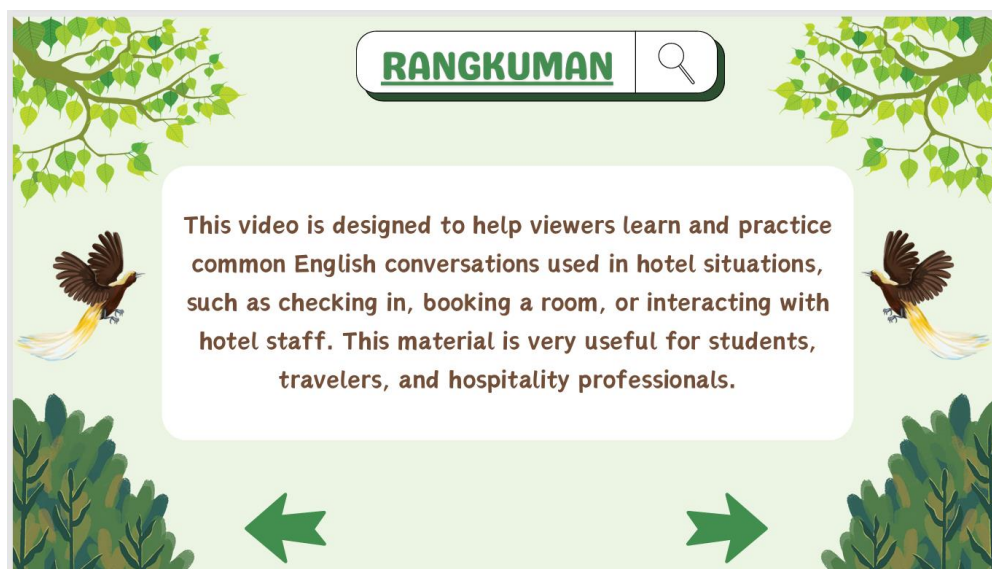 RANGKUMAN
This video is designed to help viewers learn and practice
common English conversations used in hotel situations,
such as checking in, booking a room, or interacting with
hotel staff. This material is very useful for students,
travelers, and hospitality professionals.